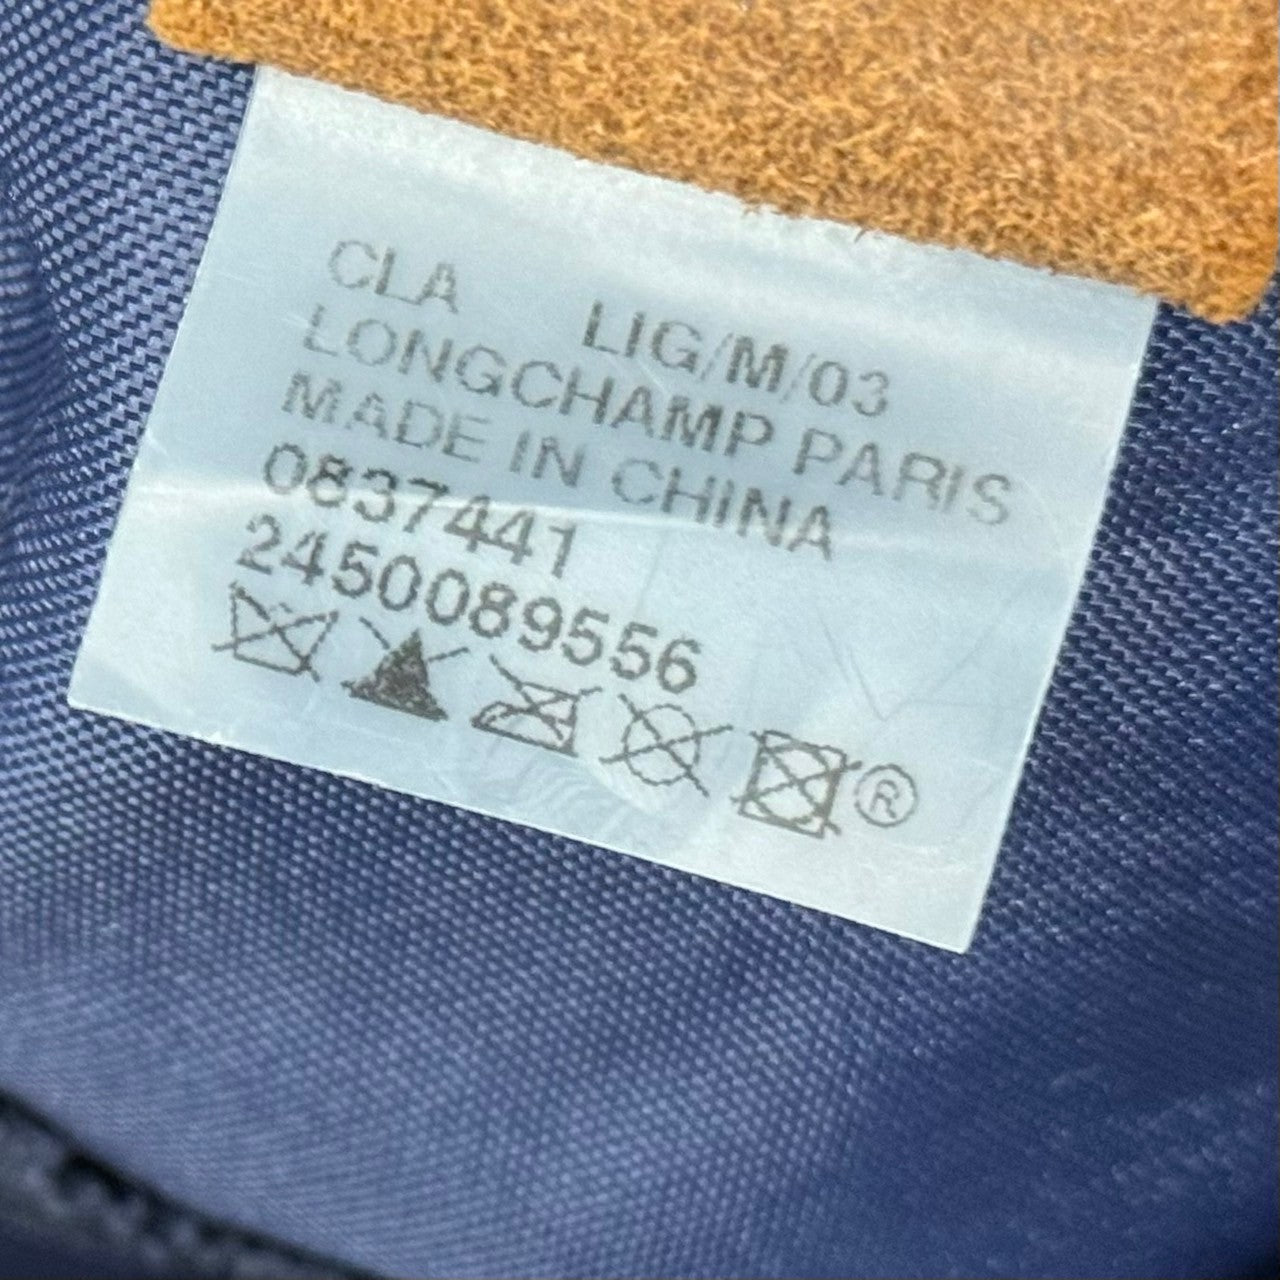 CLA LIG/M/03
LONGCHAMP PARIS
MADE IN CHINA
0837441
2450089556
®